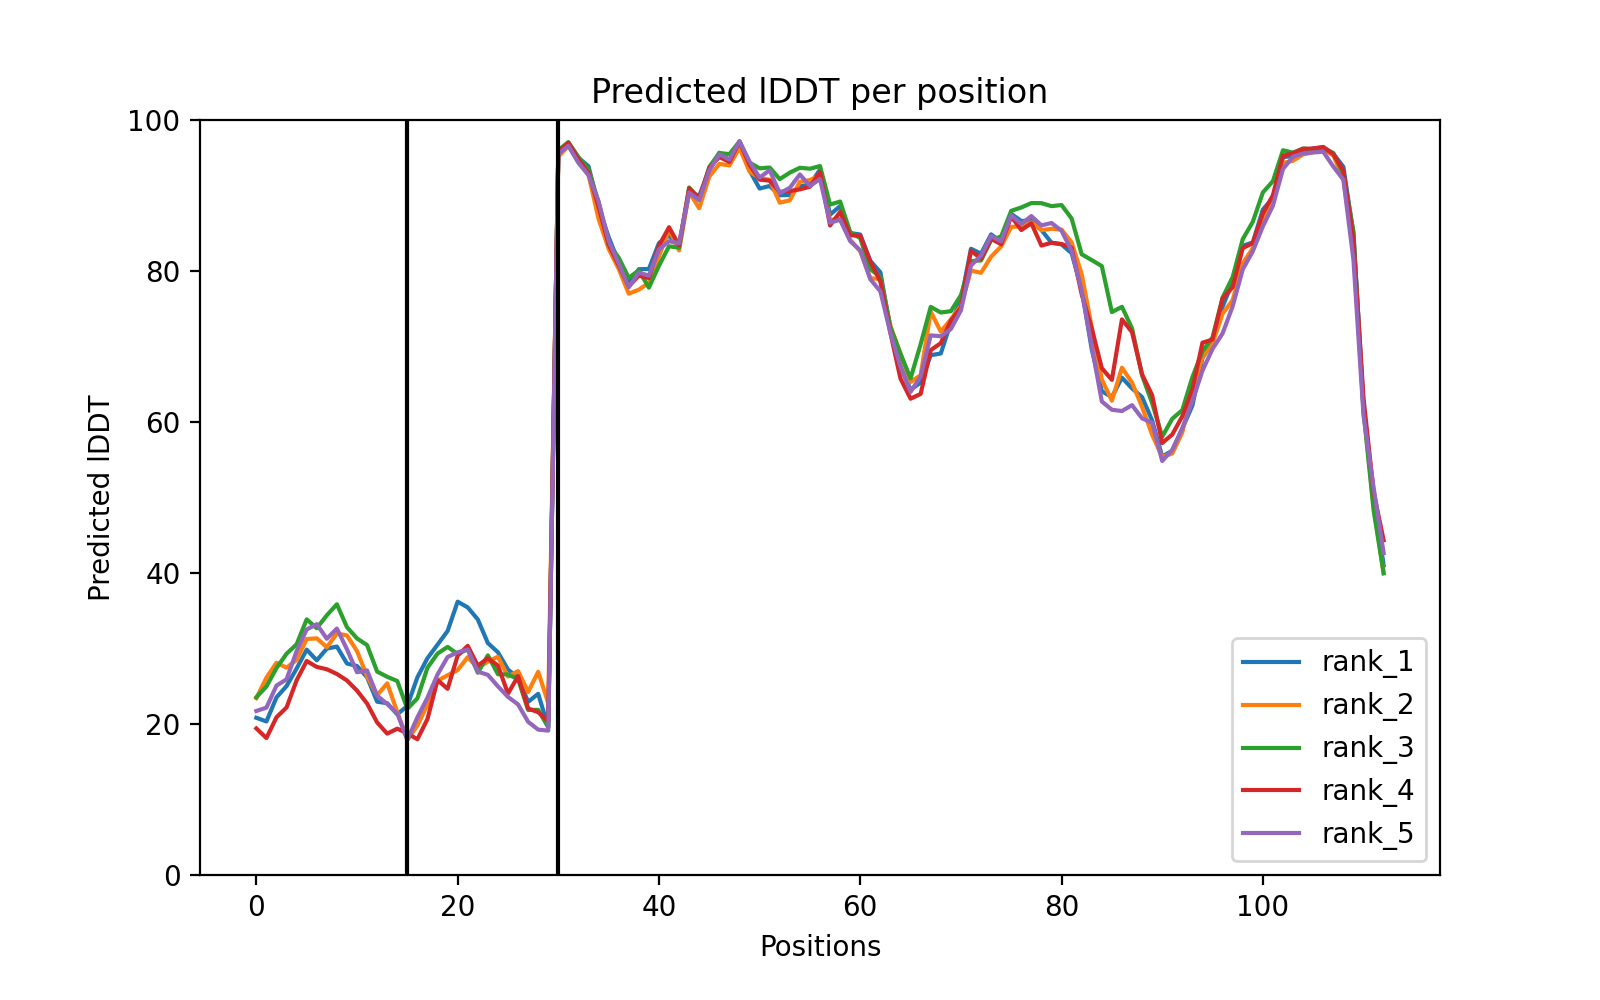 Predicted lDDT per position
Predicted lDDT
100
80
60
40
20
0
0 20 40 60 80 100
Positions
rank_1
rank_2
rank_3
rank_4
rank_5